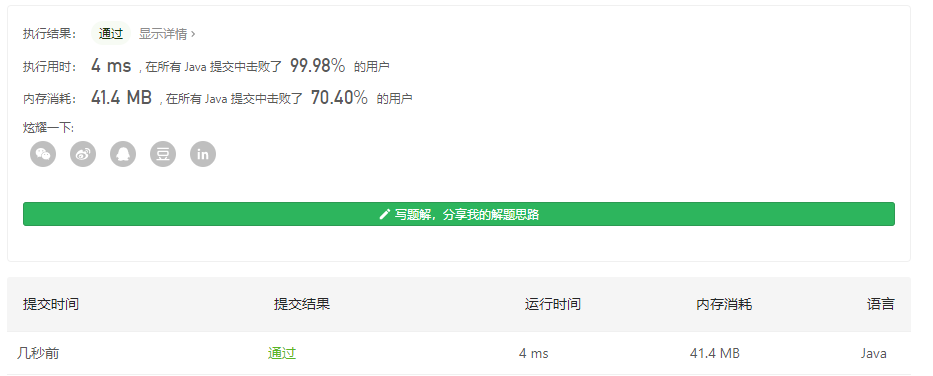 执行结果： 通过 显示详情 ›
执行用时： 4 ms , 在所有 Java 提交中击败了 99.98% 的用户
内存消耗： 41.4 MB , 在所有 Java 提交中击败了 70.40% 的用户
炫耀一下:
豆 in
写题解，分享我的解题思路
提交时间 提交结果 运行时间 内存消耗 语言
几秒前 通过 4 ms 41.4 MB Java